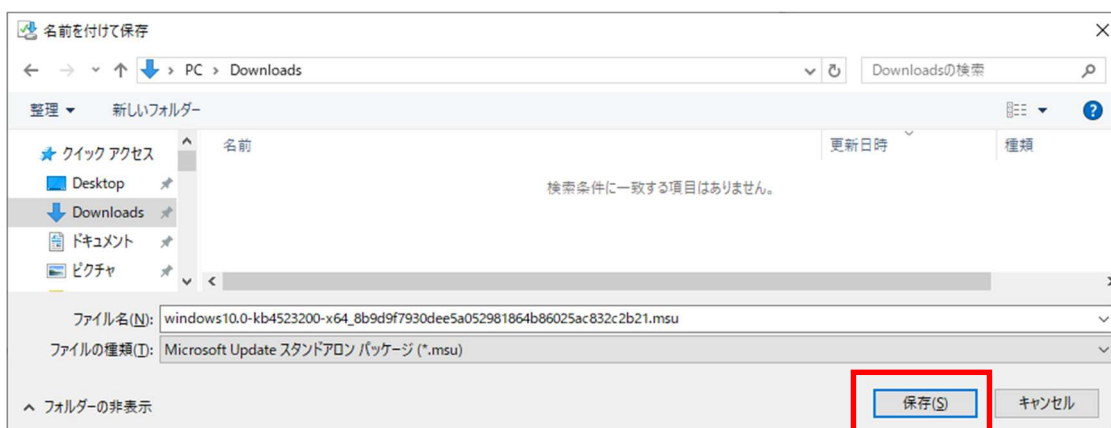 名前を付けて保存
PC > Downloads
Downloadsの検索
整理 新しいフォルダー
クイック アクセス
名前 更新日時 種類
Desktop
検索条件に一致する項目はありません。
Downloads
ドキュメント
ピクチャ
ファイル名(N): windows10.0-kb4523200-x64_8b9d9f7930dee5a052981864b86025ac832c2b21.msu
ファイルの種類(T): Microsoft Update スタンドアロン パッケージ (*.msu)
フォルダーの非表示
保存(S) キャンセル